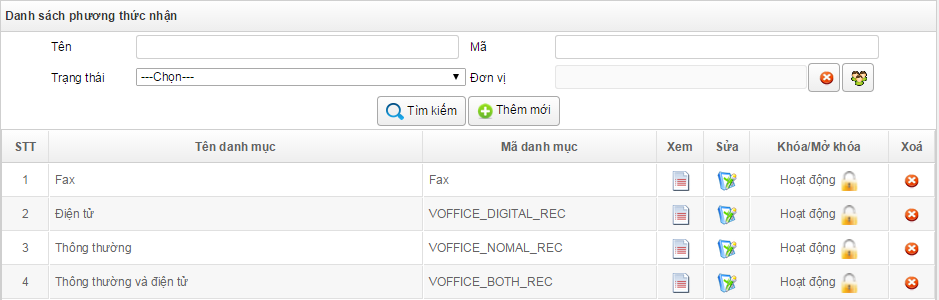 Danh sách phương thức nhận
Tên Mã
Trạng thái ---Chọn--- Đơn vị
Tìm kiếm Thêm mới
STT Tên danh mục Mã danh mục Xem Sửa Khóa/Mở khóa Xoá
1 Fax Fax Hoạt động
2 Điện tử VOFFICE_DIGITAL_REC Hoạt động
3 Thông thường VOFFICE_NOMAL_REC Hoạt động
4 Thông thường và điện tử VOFFICE_BOTH_REC Hoạt động